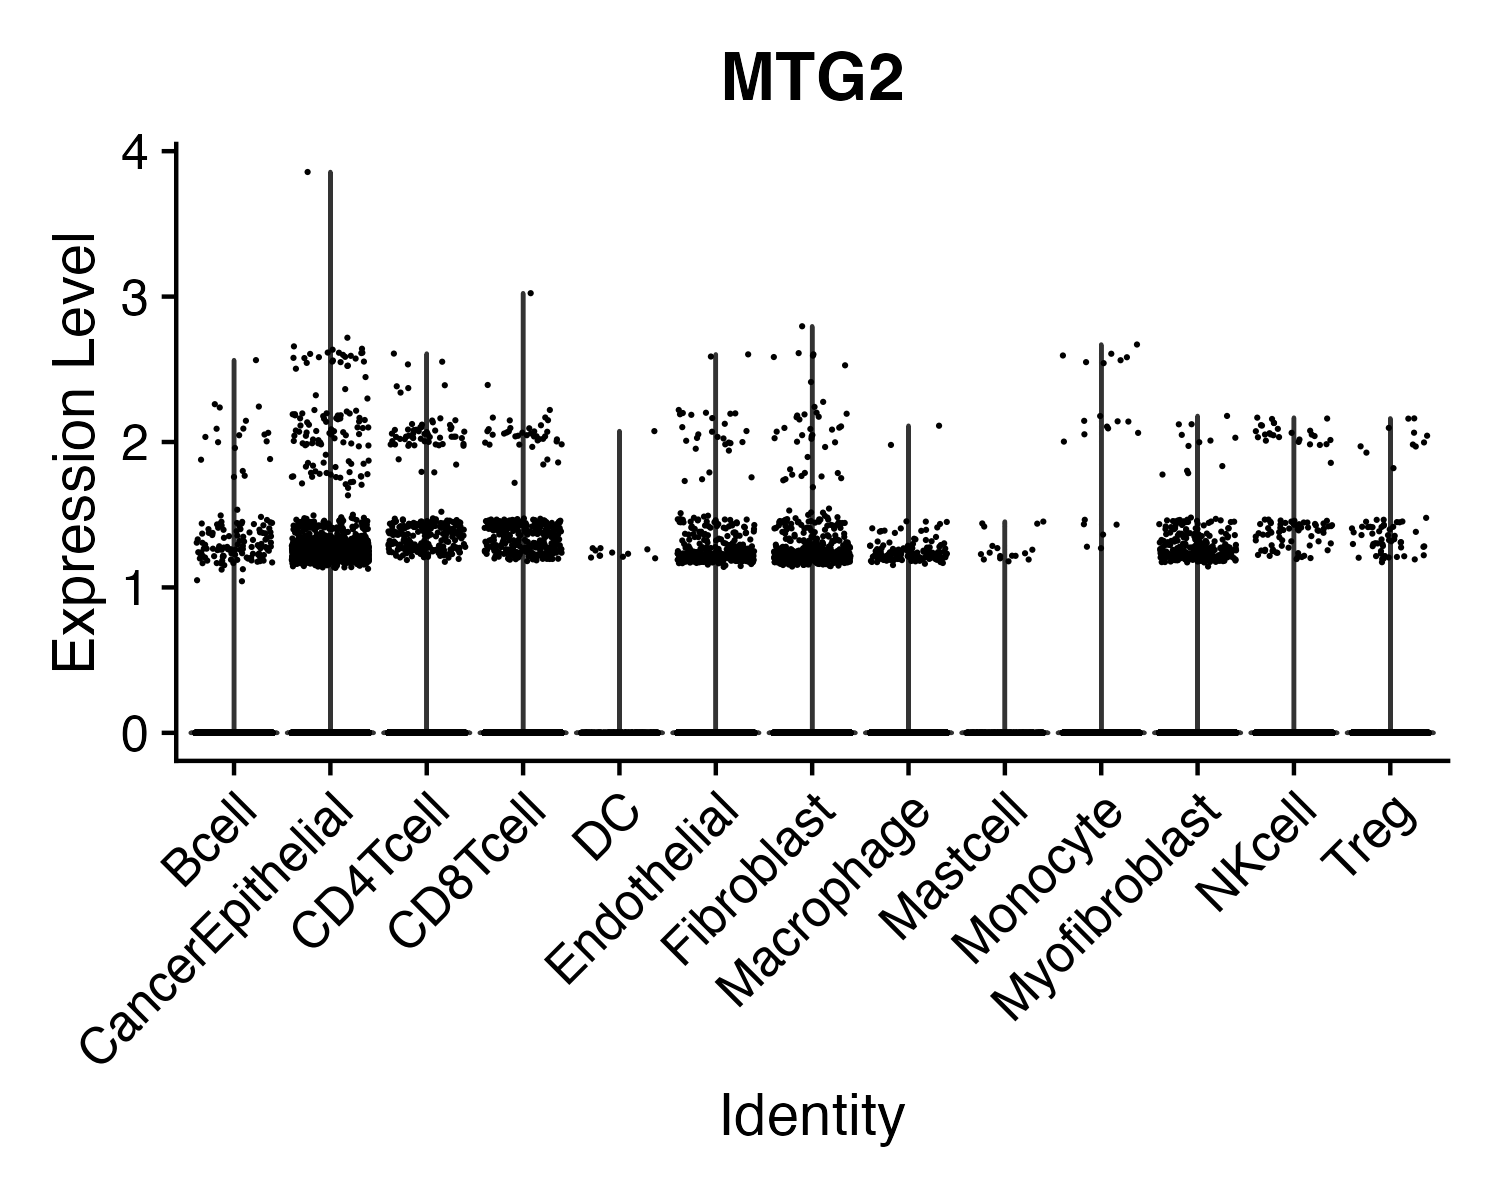 MTG2
Expression Level
4
3
2
1
0
Bcell
CancerEpithelial
CD4Tcell
CD8Tcell
DC
Endothelial
Fibroblast
Macrophage
Mastcell
Monocyte
Myofibroblast
NKcell
Treg
Identity